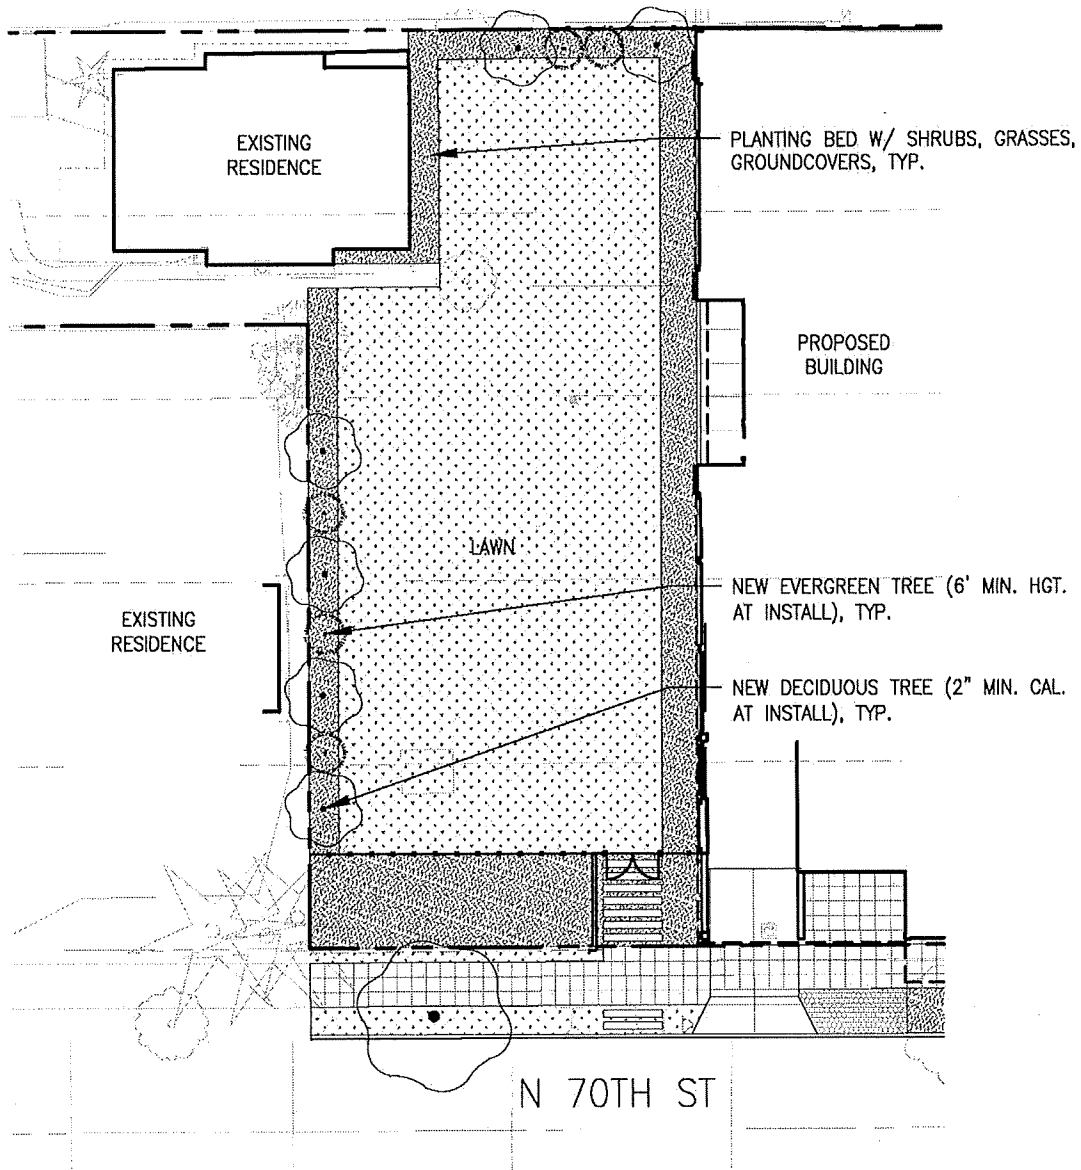 EXISTING
RESIDENCE
PLANTING BED W/ SHRUBS, GRASSES,
GROUNDCOVERS, TYP.
PROPOSED
BUILDING
LAWN
NEW EVERGREEN TREE (6' MIN. HGT.
AT INSTALL), TYP.
EXISTING
RESIDENCE
NEW DECIDUOUS TREE (2" MIN. CAL.
AT INSTALL), TYP.
N 70TH ST